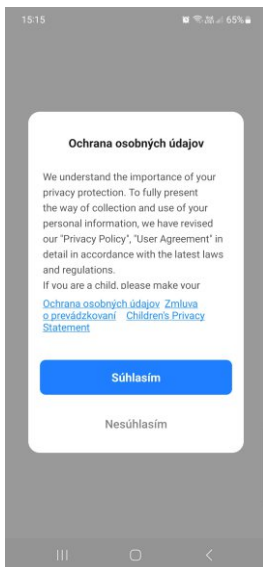 15:15
65%
Ochrana osobných údajov
We understand the importance of your
privacy protection. To fully present
the way of collection and use of your
personal information, we have revised
our "Privacy Policy", "User Agreement" in
detail in accordance with the latest laws
and regulations.
If you are a child, please make your
Ochrana osobných údajov Zmluva
o prevádzkovaní Children's Privacy
Statement
Súhlasím
Nesúhlasím